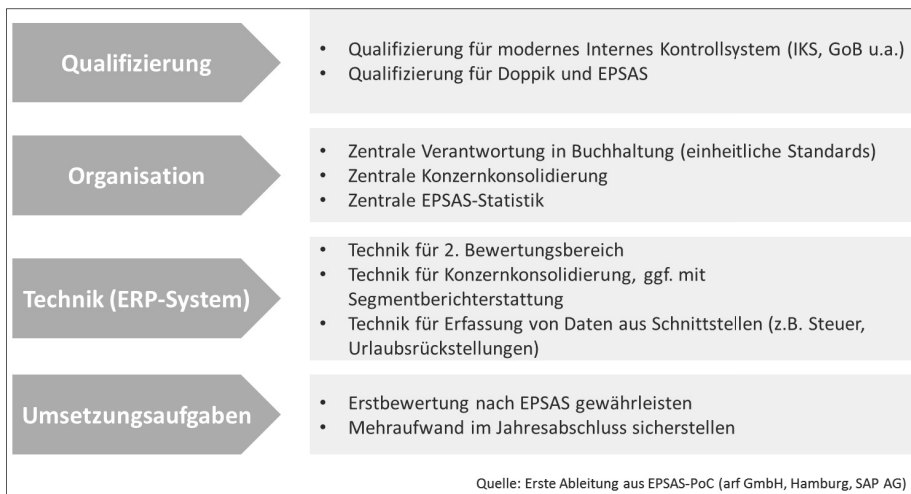 Qualifizierung
• Qualifizierung für modernes Internes Kontrollsystem (IKS, GoB u.a.)
• Qualifizierung für Doppik und EPSAS
Organisation
• Zentrale Verantwortung in Buchhaltung (einheitliche Standards)
• Zentrale Konzernkonsolidierung
• Zentrale EPSAS-Statistik
Technik (ERP-System)
• Technik für 2. Bewertungsbereich
• Technik für Konzernkonsolidierung, ggf. mit
Segmentberichterstattung
• Technik für Erfassung von Daten aus Schnittstellen (z.B. Steuer,
Urlaubsrückstellungen)
Umsetzungsaufgaben
• Erstbewertung nach EPSAS gewährleisten
• Mehraufwand im Jahresabschluss sicherstellen
Quelle: Erste Ableitung aus EPSAS-PoC (arf GmbH, Hamburg, SAP AG)